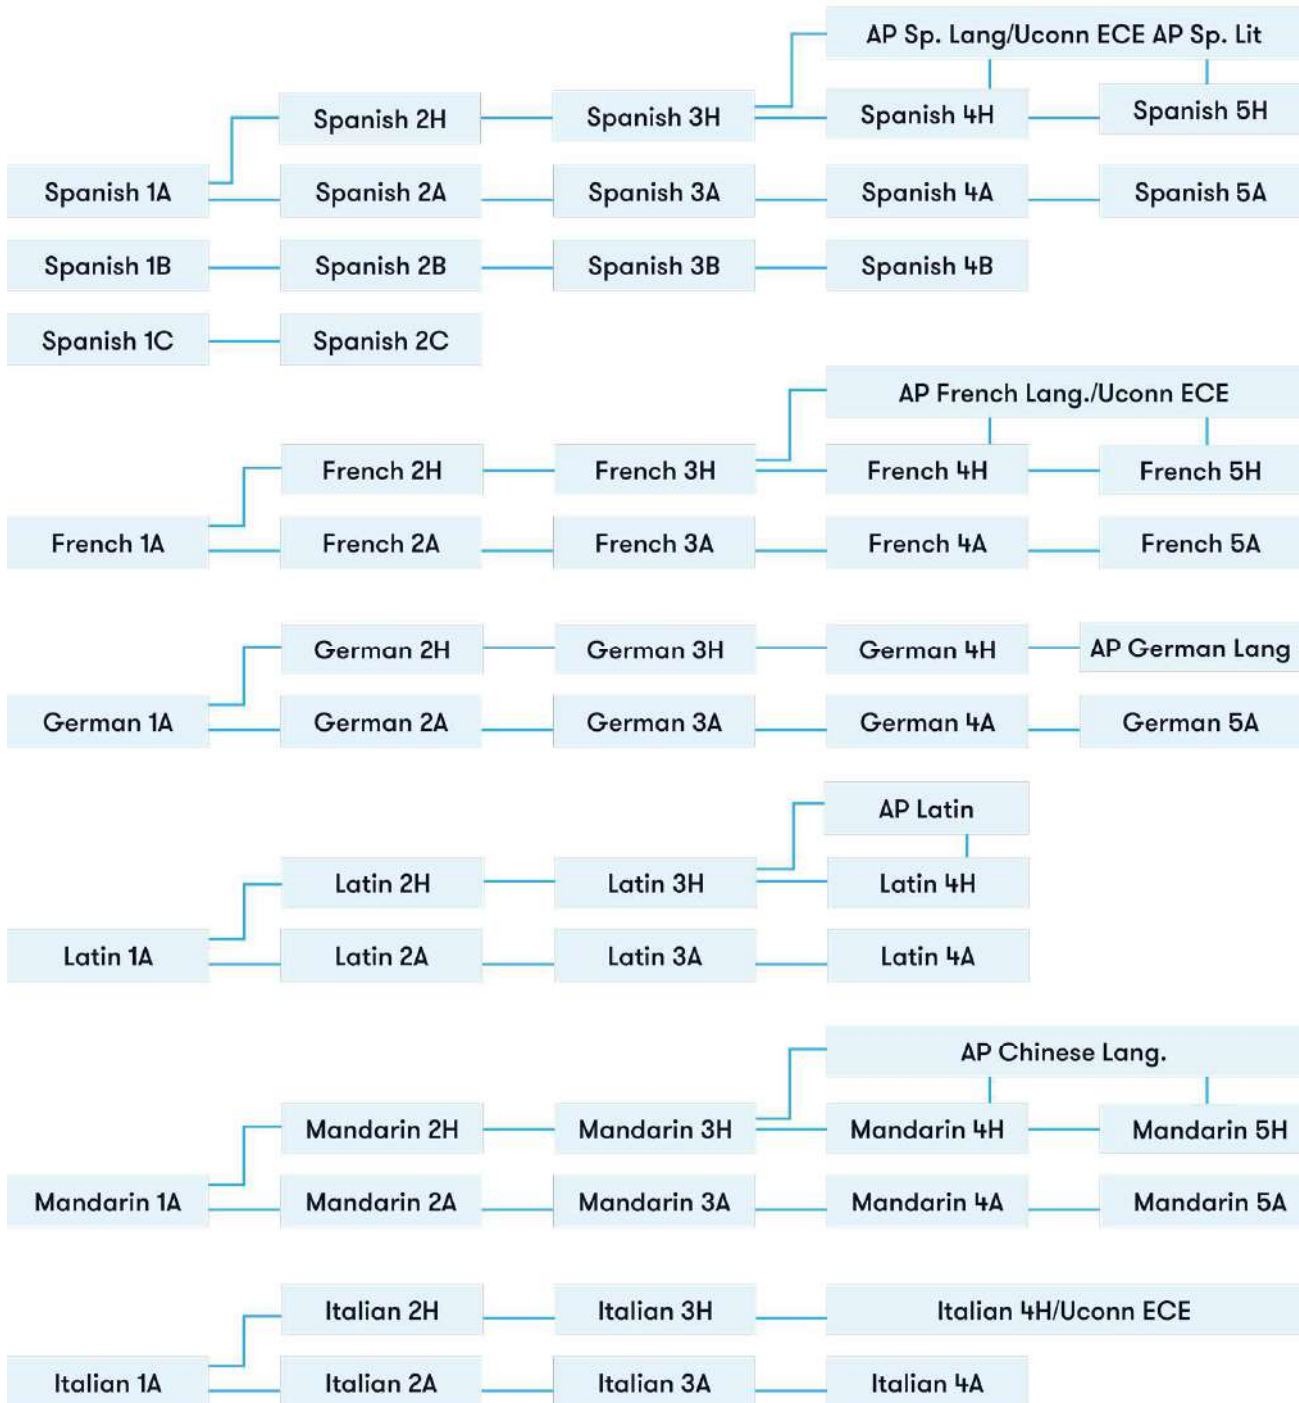 AP Sp. Lang/Uconn ECE AP Sp. Lit
Spanish 2H Spanish 3H Spanish 4H Spanish 5H
Spanish 1A Spanish 2A Spanish 3A Spanish 4A Spanish 5A
Spanish 1B Spanish 2B Spanish 3B Spanish 4B
Spanish 1C Spanish 2C
AP French Lang./Uconn ECE
French 2H French 3H French 4H French 5H
French 1A French 2A French 3A French 4A French 5A
German 2H German 3H German 4H AP German Lang
German 1A German 2A German 3A German 4A German 5A
AP Latin
Latin 2H Latin 3H Latin 4H
Latin 1A Latin 2A Latin 3A Latin 4A
AP Chinese Lang.
Mandarin 2H Mandarin 3H Mandarin 4H Mandarin 5H
Mandarin 1A Mandarin 2A Mandarin 3A Mandarin 4A Mandarin 5A
Italian 2H Italian 3H Italian 4H/Uconn ECE
Italian 1A Italian 2A Italian 3A Italian 4A